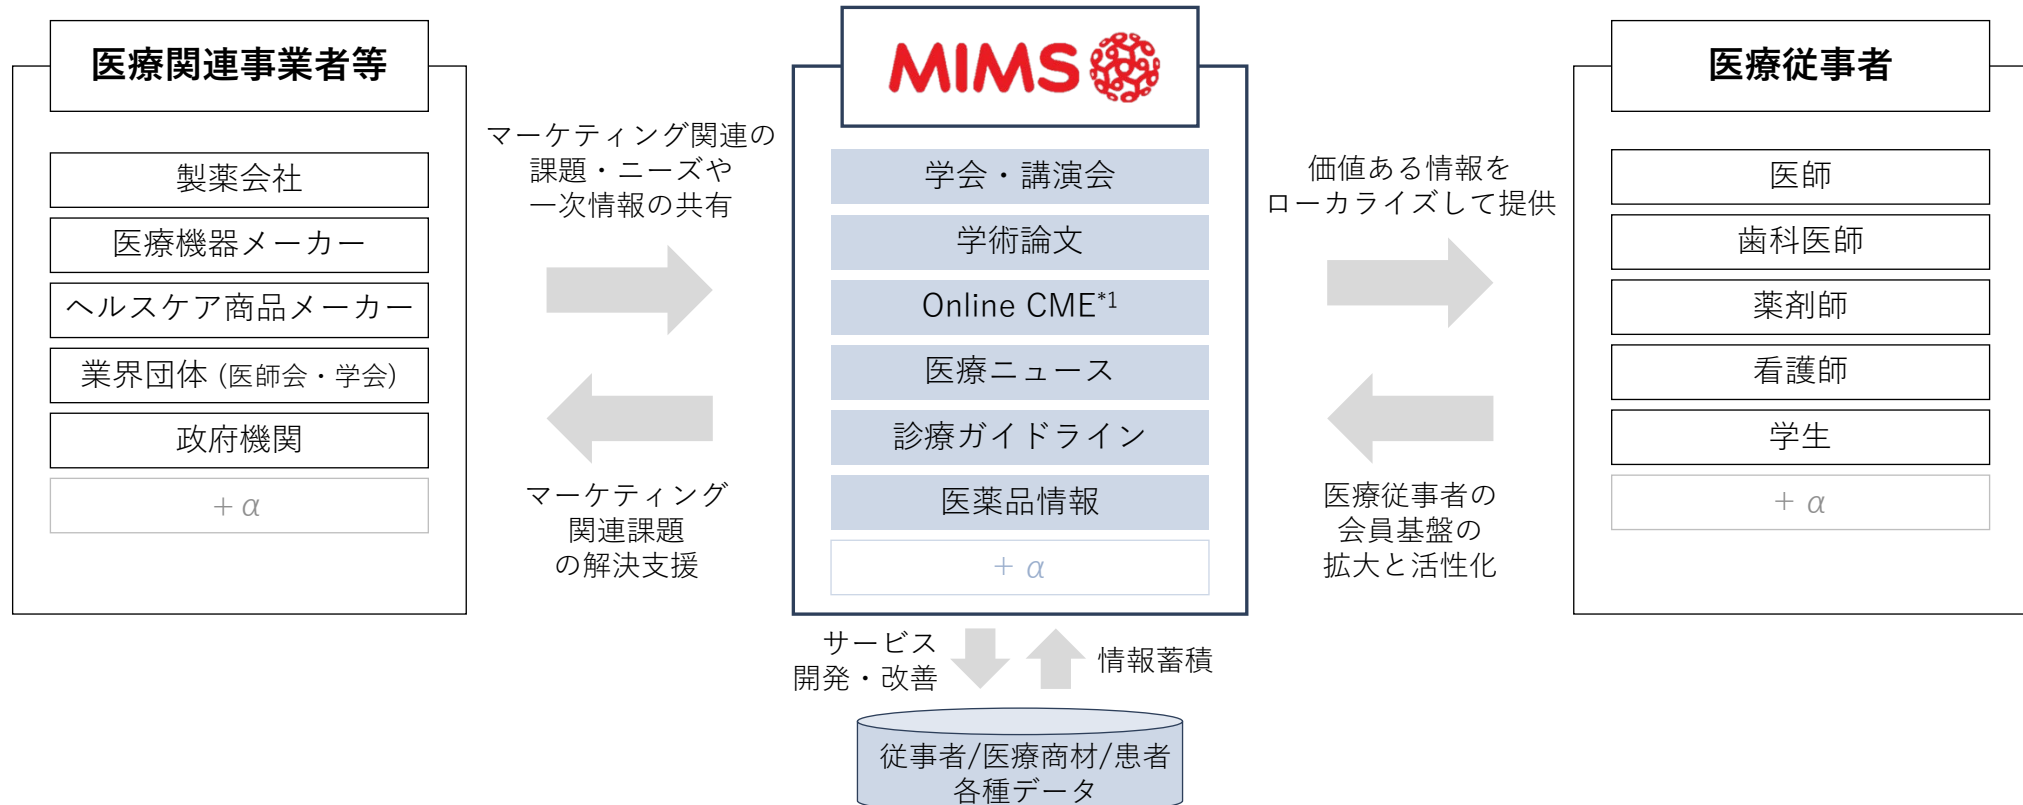 医療関連事業者等
製薬会社
医療機器メーカー
ヘルスケア商品メーカー
業界団体 (医師会・学会)
政府機関
+ α
マーケティング関連の
課題・ニーズや
一次情報の共有
マーケティング
関連課題
の解決支援
MIMS
学会・講演会
学術論文
Online CME*1
医療ニュース
診療ガイドライン
医薬品情報
+ α
価値ある情報を
ローカライズして提供
医療従事者の
会員基盤の
拡大と活性化
医療従事者
医師
歯科医師
薬剤師
看護師
学生
+ α
サービス
開発・改善
情報蓄積
従事者/医療商材/患者
各種データ